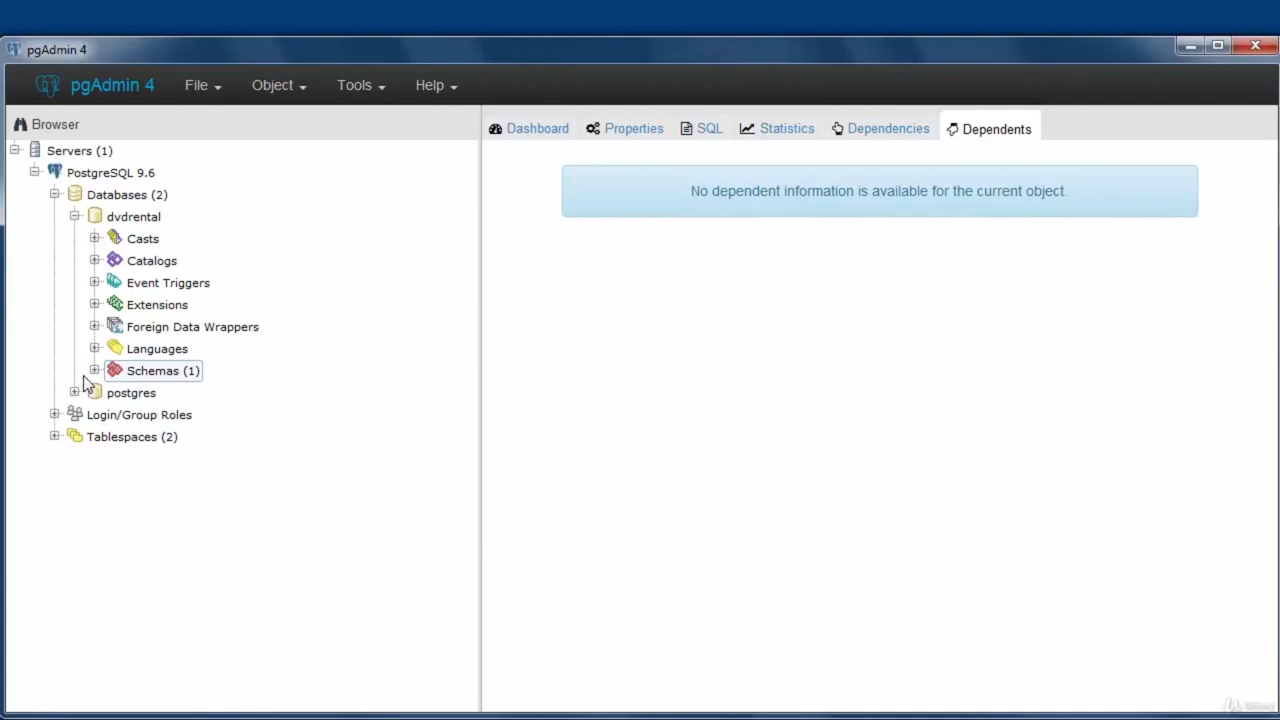 pgAdmin 4
pgAdmin 4 File Object Tools Help
Browser
Dashboard Properties SQL Statistics Dependencies Dependents
Servers (1)
PostgreSQL 9.6
Databases (2)
dvdrental
Casts
Catalogs
Event Triggers
Extensions
Foreign Data Wrappers
Languages
Schemas (1)
postgres
Login/Group Roles
Tablespaces (2)
No dependent information is available for the current object.